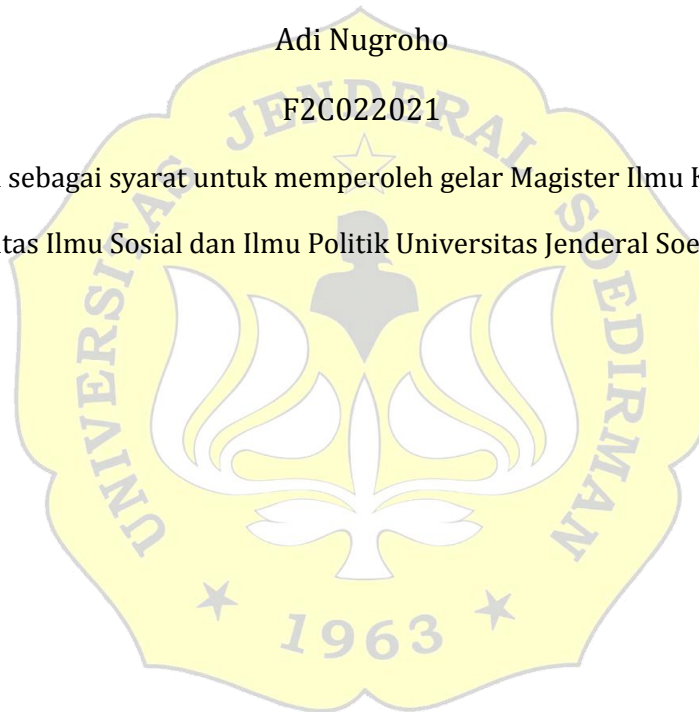 Adi Nugroho
F2C022021
sebagai syarat untuk memperoleh gelar Magister Ilmu
Ilmu Sosial dan Ilmu Politik Universitas Jenderal
UNIVERSITAS JENDERAL SOEDIRMAN
1963